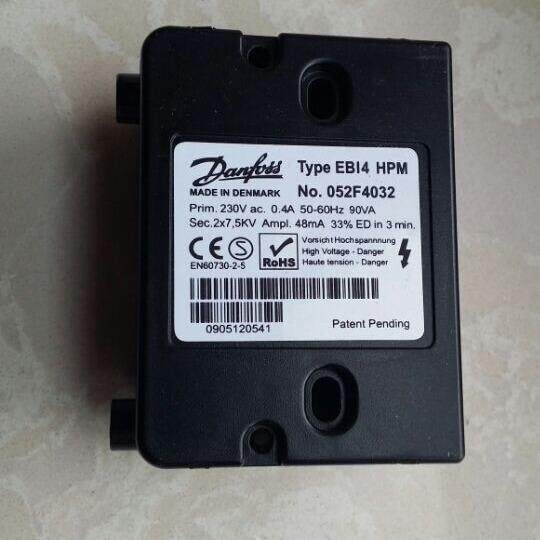 Danfoss
MADE IN DENMARK
Type EBI4 HPM
No. 052F4032
Prim. 230V ac. 0.4A 50-60Hz 90VA
Sec.2x7,5KV Ampl. 48mA 33% ED in 3 min.
CE S
EN60730-2-5
RoHS
Vorsicht Hochspannnung
High Voltage - Danger
Haute tension - Danger
0905120541
Patent Pending